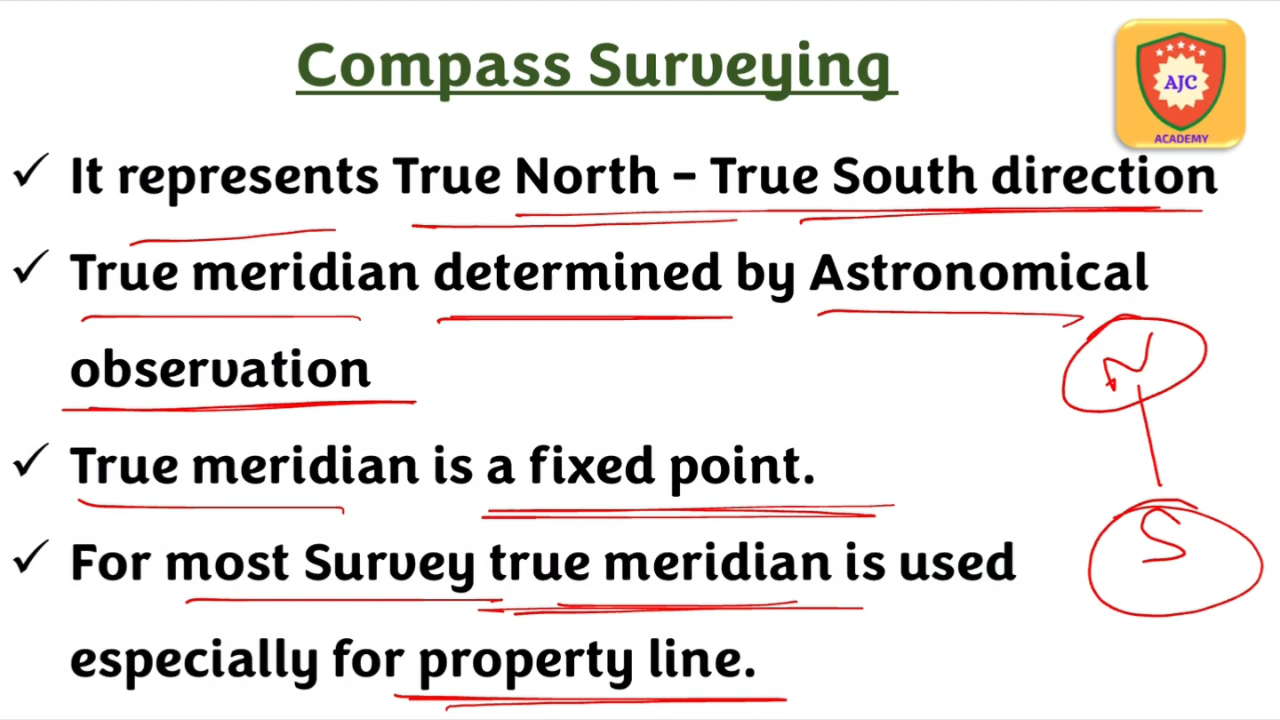 Compass Surveying
AJC
ACADEMY
✓ It represents True North - True South direction
✓ True meridian determined by Astronomical
observation
✓ True meridian is a fixed point.
✓ For most Survey true meridian is used
especially for property line.
N
S